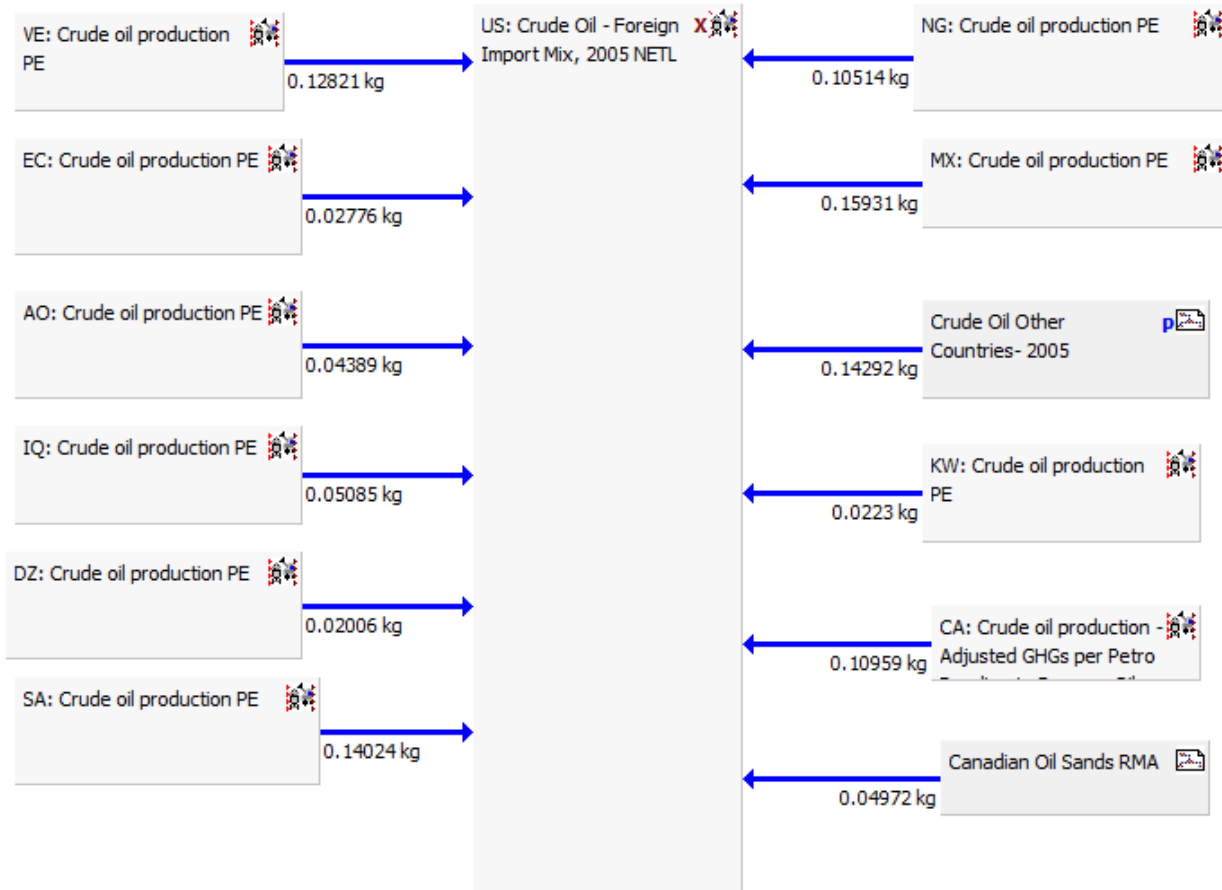 VE: Crude oil production
PE
0.12821 kg
EC: Crude oil production PE
0.02776 kg
AO: Crude oil production PE
0.04389 kg
IQ: Crude oil production PE
0.05085 kg
DZ: Crude oil production PE
0.02006 kg
SA: Crude oil production PE
0.14024 kg
US: Crude Oil - Foreign X
Import Mix, 2005 NETL
NG: Crude oil production PE
0.10514 kg
MX: Crude oil production PE
0.15931 kg
Crude Oil Other p
Countries- 2005
0.14292 kg
KW: Crude oil production
PE
0.0223 kg
CA: Crude oil production -
Adjusted GHGs per Petro
0.10959 kg
Canadian Oil Sands RMA
0.04972 kg